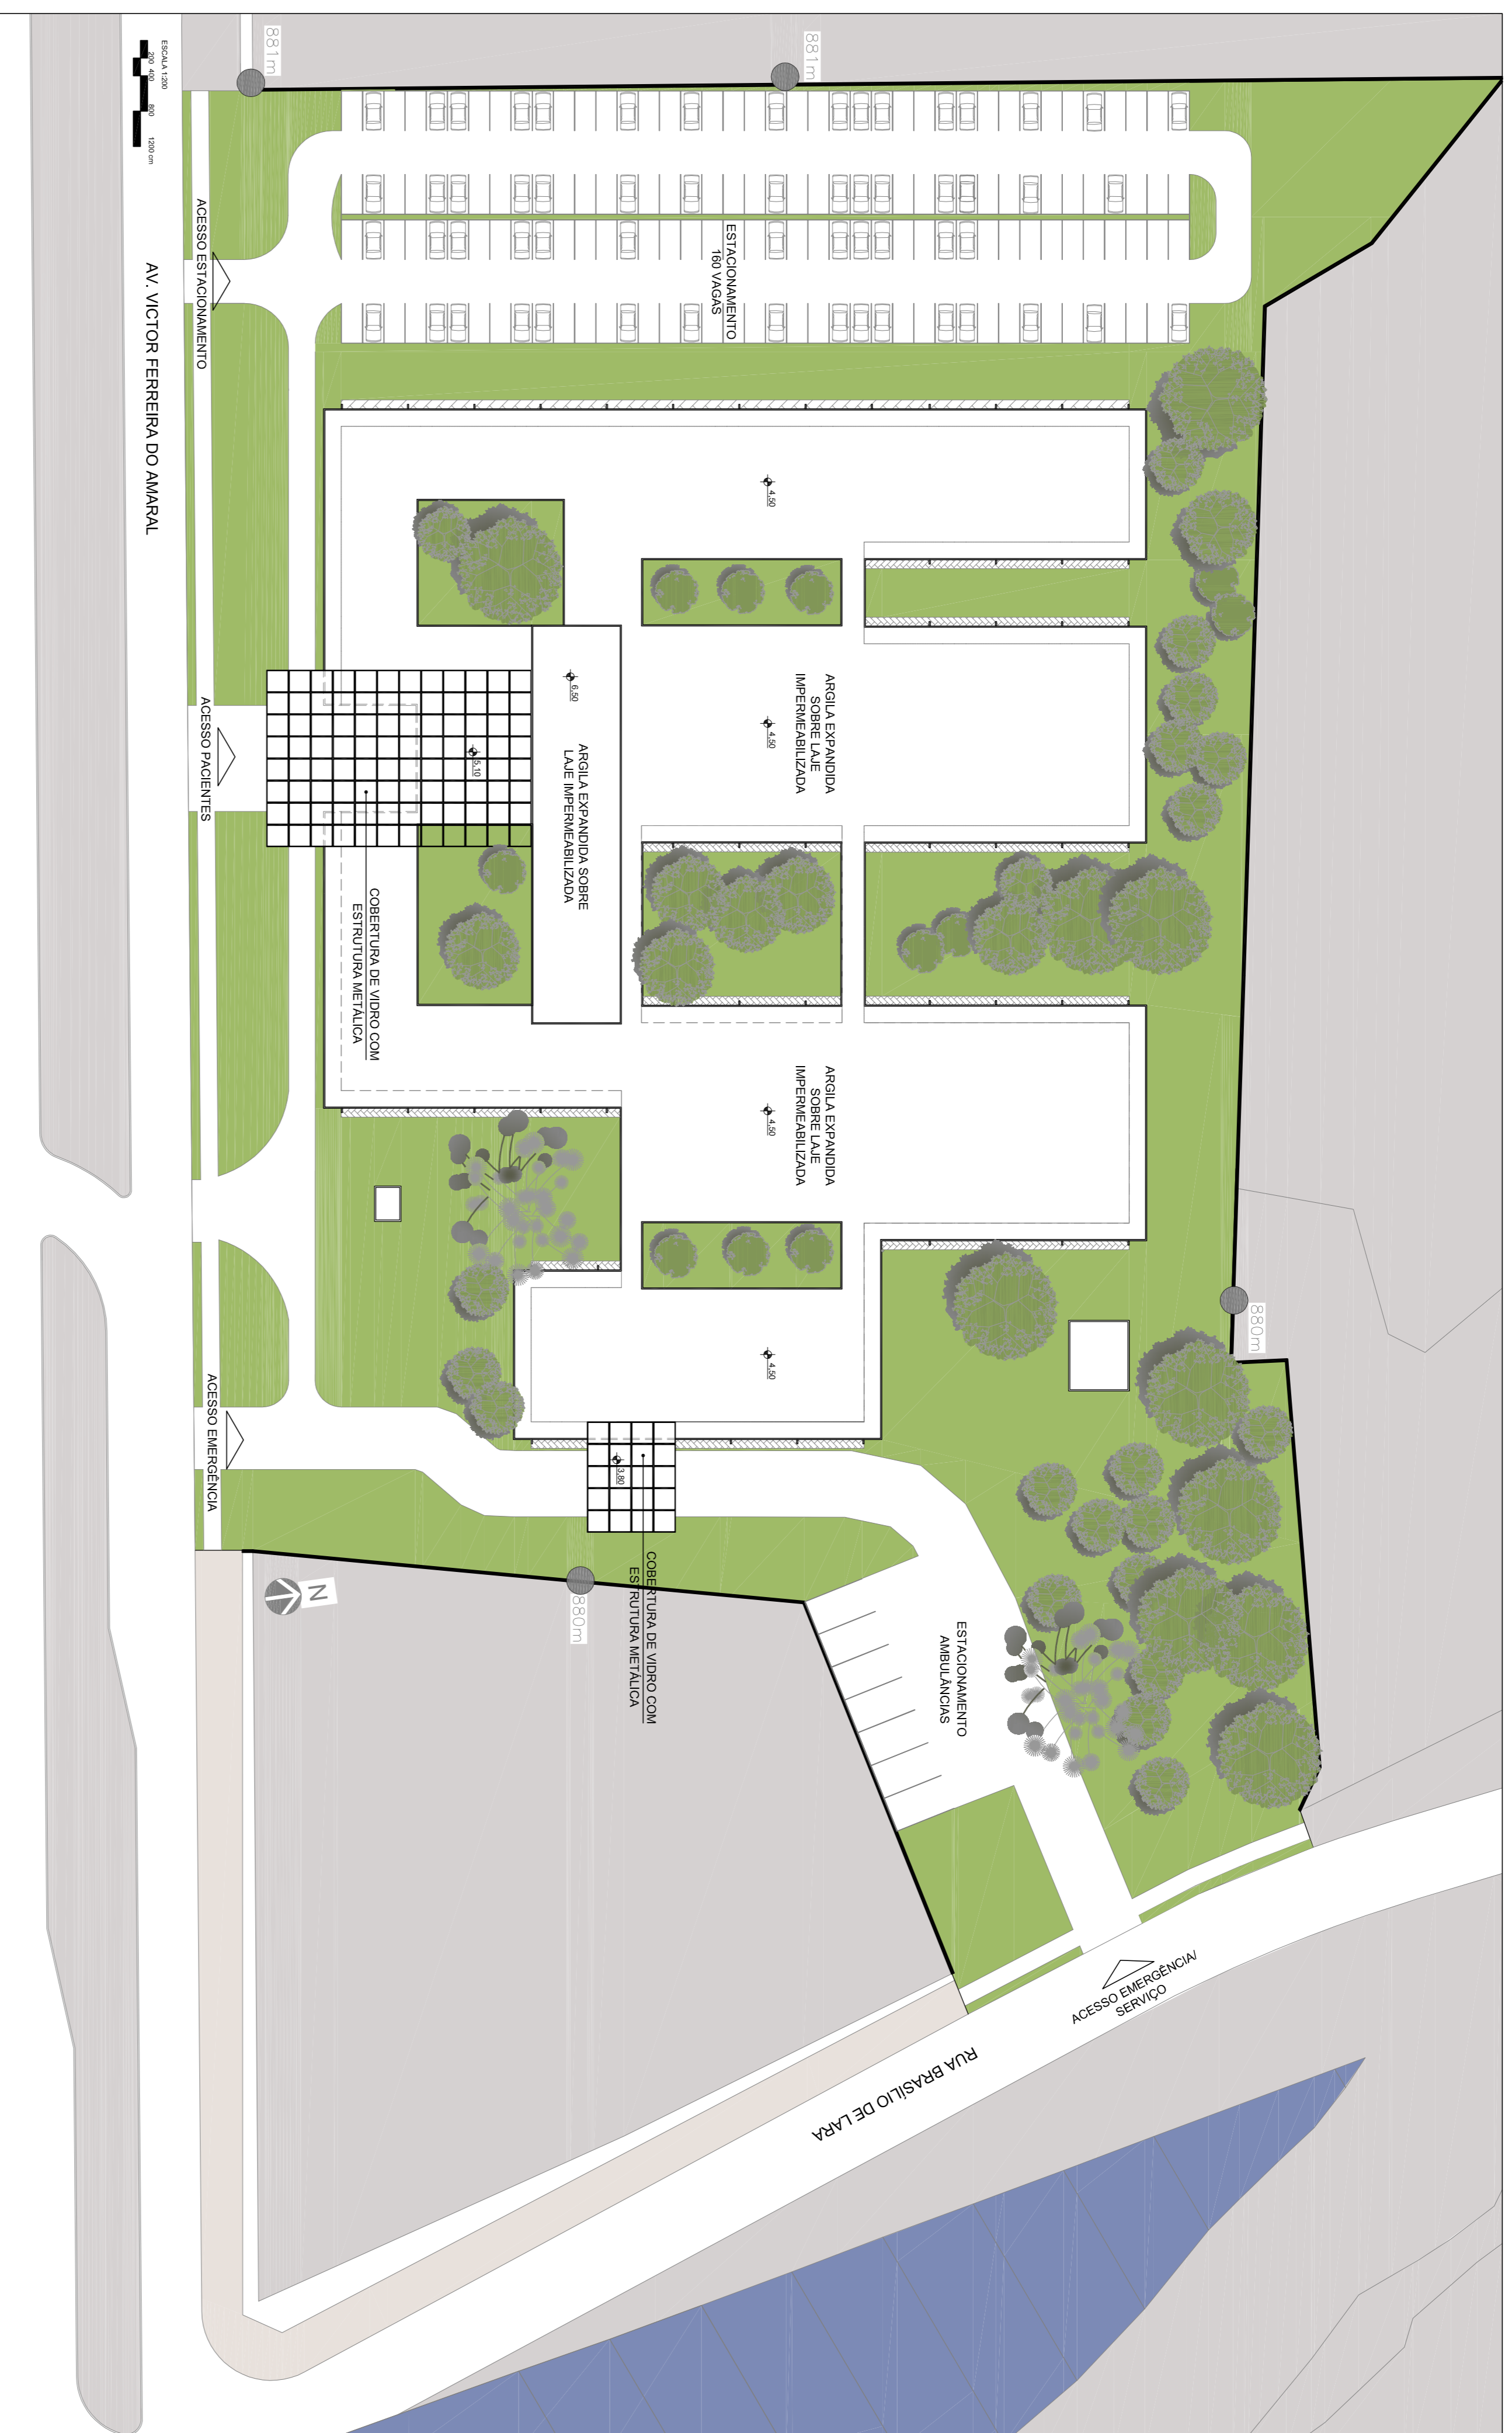 881m
881m
ESCALA 1:200
200 400 800 1200 cm
ACESSO ESTACIONAMENTO
AV. VICTOR FERREIRA DO AMARAL
ESTACIONAMENTO
160 VAGAS
4,50
6,50
ARGILA EXPANDIDA
SOBRE LAJE
IMPERMEABILIZADA
4,50
ACESSO PACIENTES
5,10
ARGILA EXPANDIDA SOBRE
LAJE IMPERMEABILIZADA
COBERTURA DE VIDRO COM
ESTRUTURA METÁLICA
ARGILA EXPANDIDA
SOBRE LAJE
IMPERMEABILIZADA
4,50
880m
4,50
ACESSO EMERGÊNCIA
3,80
COBERTURA DE VIDRO COM
ESTRUTURA METÁLICA
880m
N
ESTACIONAMENTO
AMBULÂNCIAS
ACESSO EMERGÊNCIA/
SERVIÇO
RUA BRASÍLIO DE LARA